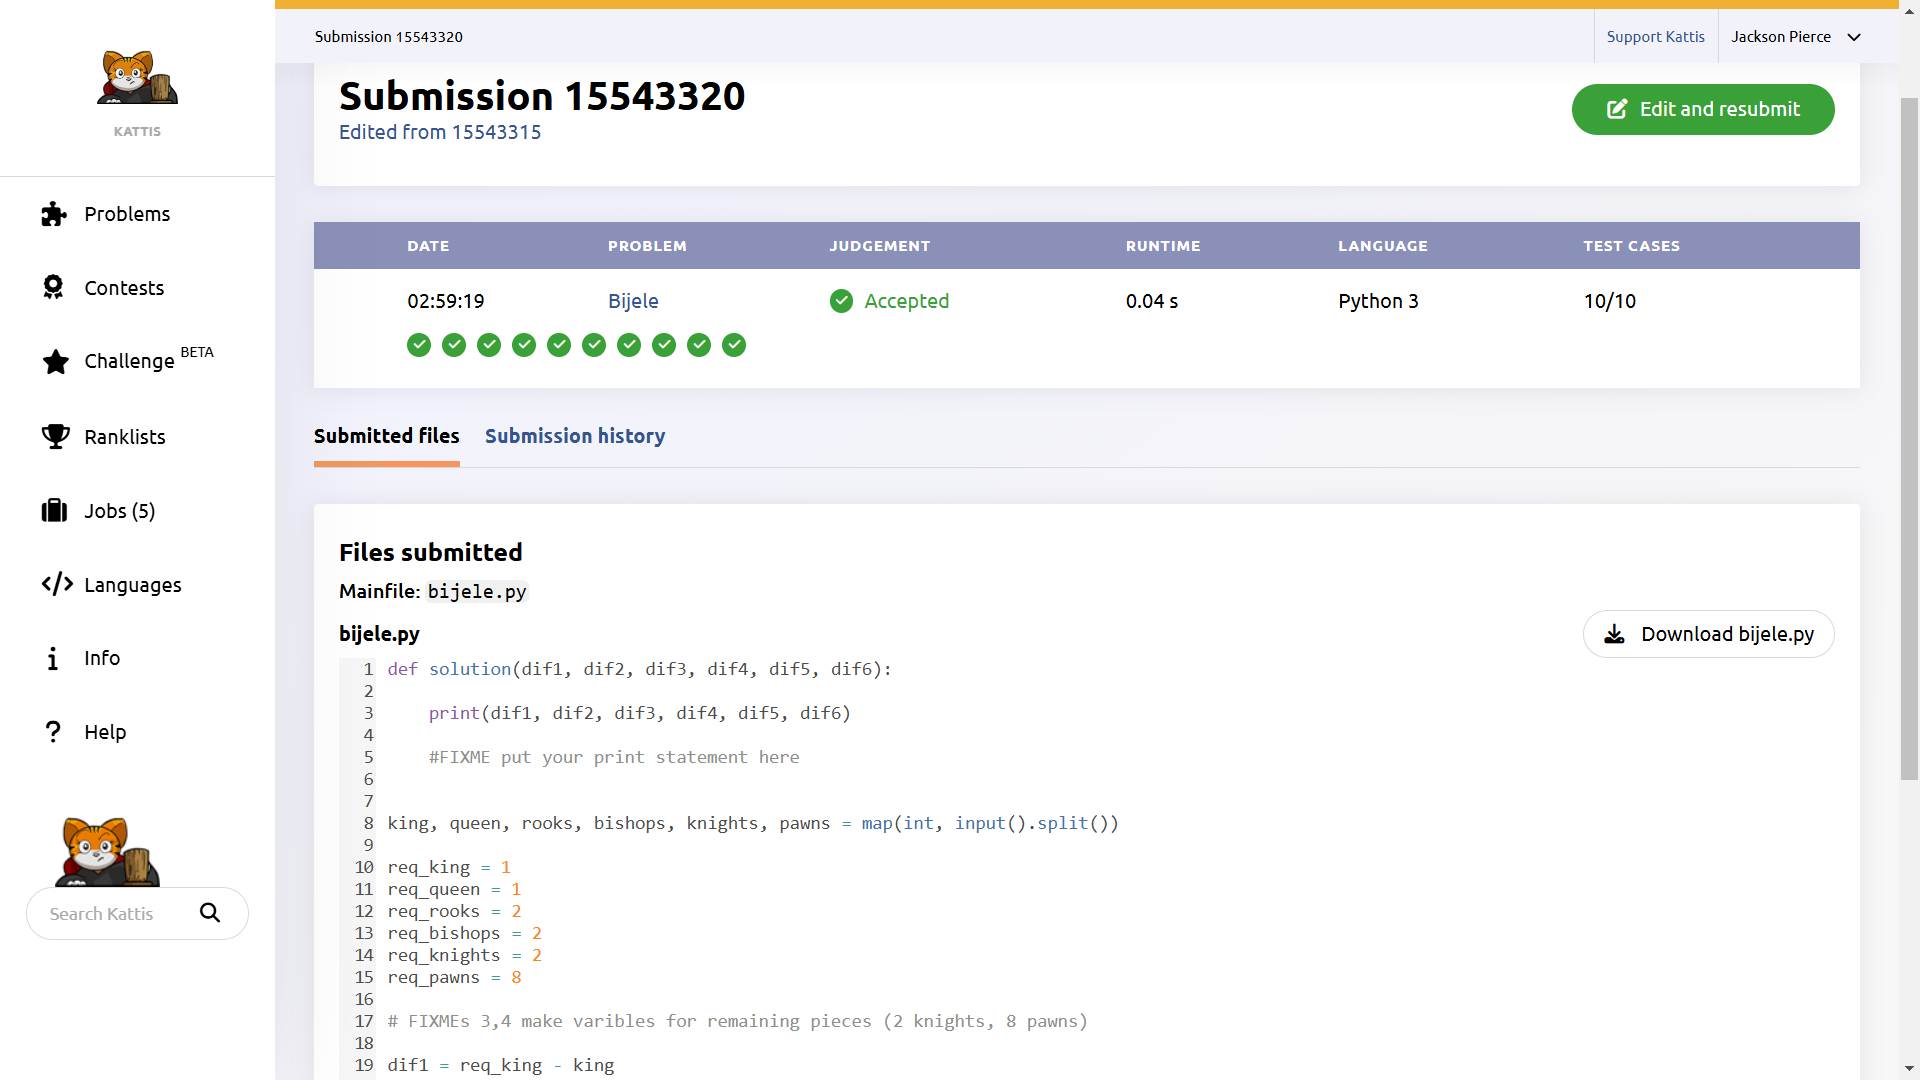 Submission 15543320
Support Kattis
Jackson Pierce
KATTIS
Problems
Contests
Challenge BETA
Ranklists
Jobs (5)
Languages
Info
Help
Search Kattis
Submission 15543320
Edited from 15543315
Edit and resubmit
DATE PROBLEM JUDGEMENT RUNTIME LANGUAGE TEST CASES
02:59:19 Bijele Accepted 0.04 s Python 3 10/10
Submitted files Submission history
Files submitted
Mainfile: bijele.py
bijele.py
Download bijele.py
1 def solution(dif1, dif2, dif3, dif4, dif5, dif6):
2
3     print(dif1, dif2, dif3, dif4, dif5, dif6)
4
5     #FIXME put your print statement here
6
7
8 king, queen, rooks, bishops, knights, pawns = map(int, input().split())
9
10 req_king = 1
11 req_queen = 1
12 req_rooks = 2
13 req_bishops = 2
14 req_knights = 2
15 req_pawns = 8
16
17 # FIXMEs 3,4 make varibles for remaining pieces (2 knights, 8 pawns)
18
19 dif1 = req_king - king